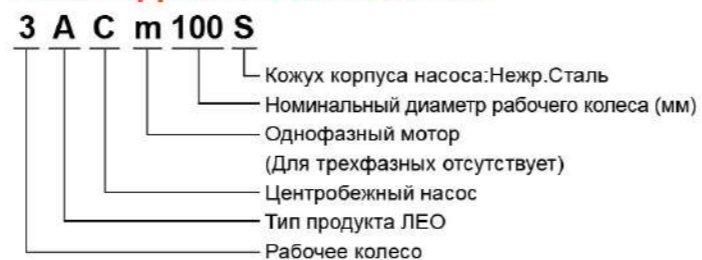 3 A C m 100 S
Кожух корпуса насоса:Нежр.Сталь
Номинальный диаметр рабочего колеса (мм)
Однофазный мотор
(Для трехфазных отсутствует)
Центробежный насос
Тип продукта ЛЕО
Рабочее колесо